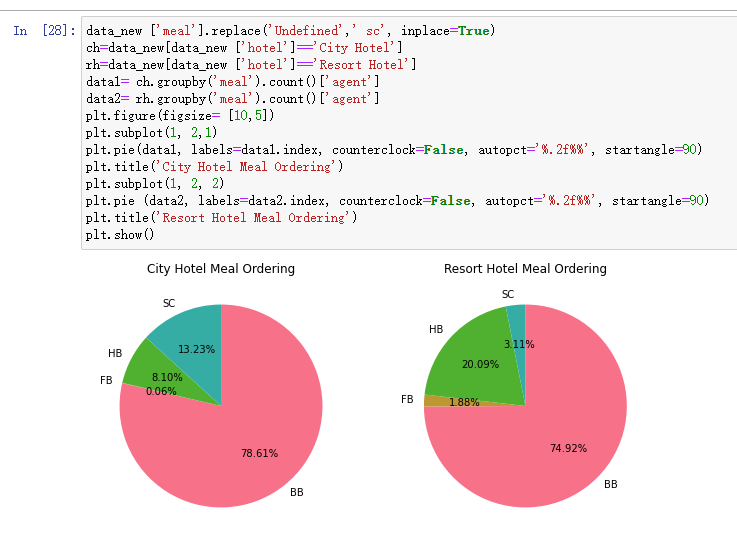 In [28]: data_new ['meal'].replace('Undefined',' sc', inplace=True)
ch=data_new[data_new ['hotel']=='City Hotel']
rh=data_new[data_new ['hotel']=='Resort Hotel']
data1= ch.groupby('meal').count()['agent']
data2= rh.groupby('meal').count()['agent']
plt.figure(figsize= [10,5])
plt.subplot(1, 2,1)
plt.pie(data1, labels=data1.index, counterclock=False, autopct='%.2f%%', startangle=90)
plt.title('City Hotel Meal Ordering')
plt.subplot(1, 2, 2)
plt.pie (data2, labels=data2.index, counterclock=False, autopct='%.2f%%', startangle=90)
plt.title('Resort Hotel Meal Ordering')
plt.show()
City Hotel Meal Ordering
SC
13.23%
HB
8.10%
FB
0.06%
78.61%
BB
Resort Hotel Meal Ordering
SC
3.11%
HB
20.09%
FB
1.88%
74.92%
BB